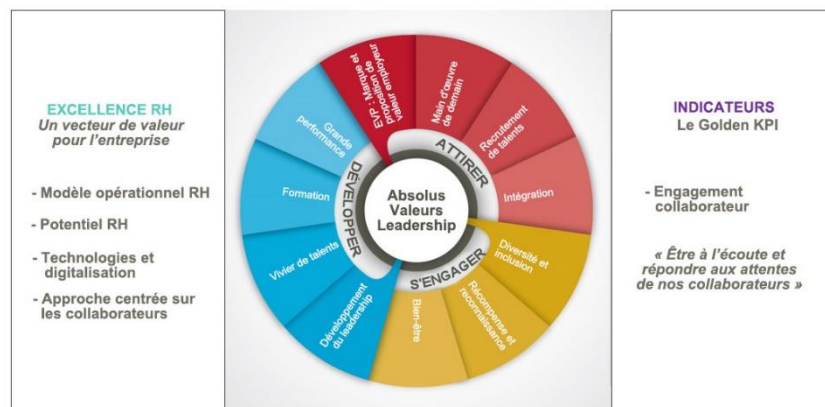 EXCELLENCE RH
Un vecteur de valeur
pour l'entreprise
- Modèle opérationnel RH
- Potentiel RH
- Technologies et
digitalisation
- Approche centrée sur
les collaborateurs
EVP : Marque et
proposition de
valeur employeur
Main d'œuvre
de demain
Recrutement
de talents
Intégration
Diversité et
inclusion
Récompense et
reconnaissance
Bien-être
Développement
du leadership
Vivier de talents
Formation
Grande
performance
ATTIRER
S'ENGAGER
DÉVELOPPER
Absolus
Valeurs
Leadership
INDICATEURS
Le Golden KPI
- Engagement
collaborateur
« Être à l'écoute et
répondre aux attentes
de nos collaborateurs »